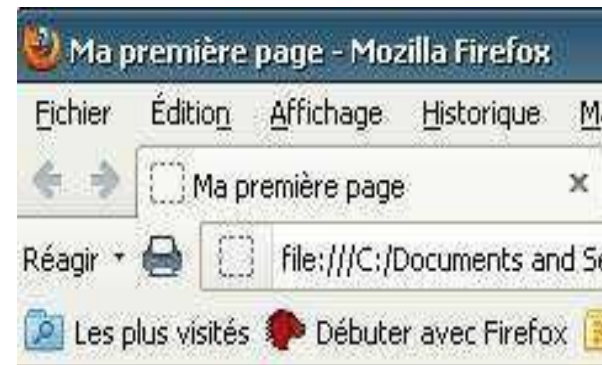 Ma première page - Mozilla Firefox
Fichier Édition Affichage Historique
Ma première page
Réagir file:///C:/Documents and
Les plus visités Débuter avec Firefox